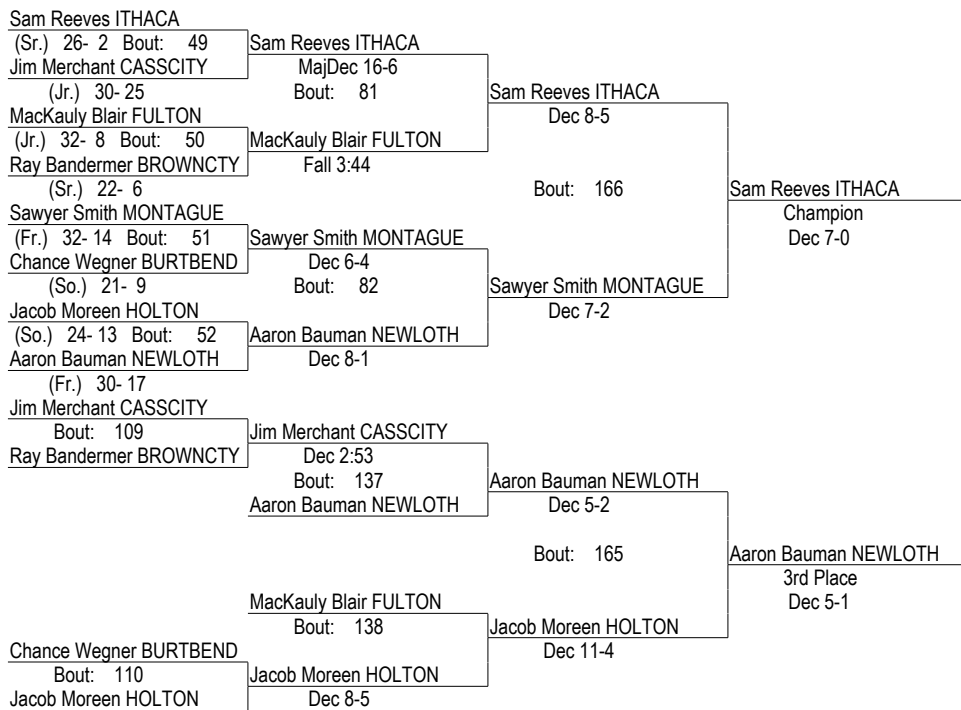 Sam Reeves ITHACA
(Sr.) 26- 2 Bout: 49 Sam Reeves ITHACA
Jim Merchant CASSCITY MajDec 16-6
(Jr.) 30- 25 Bout: 81 Sam Reeves ITHACA
MacKauly Blair FULTON Dec 8-5
(Jr.) 32- 8 Bout: 50 MacKauly Blair FULTON
Ray Bandermer BROWNCTY Fall 3:44
(Sr.) 22- 6 Bout: 166 Sam Reeves ITHACA
Sawyer Smith MONTAGUE Champion
(Fr.) 32- 14 Bout: 51 Sawyer Smith MONTAGUE Dec 7-0
Chance Wegner BURTBEND Dec 6-4
(So.) 21- 9 Bout: 82 Sawyer Smith MONTAGUE
Jacob Moreen HOLTON Dec 7-2
(So.) 24- 13 Bout: 52 Aaron Bauman NEWLOTH
Aaron Bauman NEWLOTH Dec 8-1
(Fr.) 30- 17
Jim Merchant CASSCITY
Bout: 109 Jim Merchant CASSCITY
Ray Bandermer BROWNCTY Dec 2:53
Bout: 137 Aaron Bauman NEWLOTH
Aaron Bauman NEWLOTH Dec 5-2
Bout: 165 Aaron Bauman NEWLOTH
3rd Place
MacKauly Blair FULTON Dec 5-1
Bout: 138 Jacob Moreen HOLTON
Chance Wegner BURTBEND Dec 11-4
Bout: 110 Jacob Moreen HOLTON
Jacob Moreen HOLTON Dec 8-5